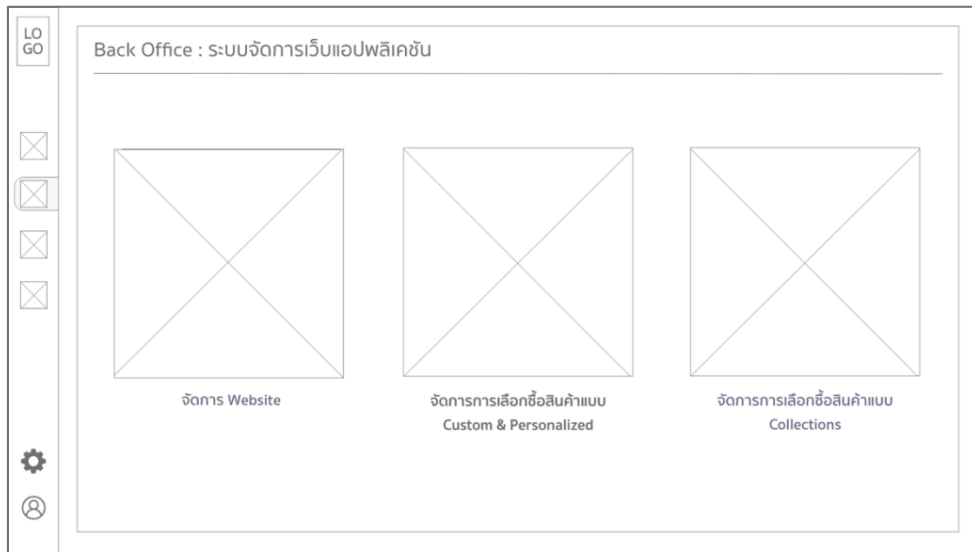 LO
GO
Back Office : ระบบจัดการเว็บแอปพลิเคชัน
จัดการ Website
จัดการการเลือกซื้อสินค้าแบบ
Custom & Personalized
จัดการการเลือกซื้อสินค้าแบบ
Collections